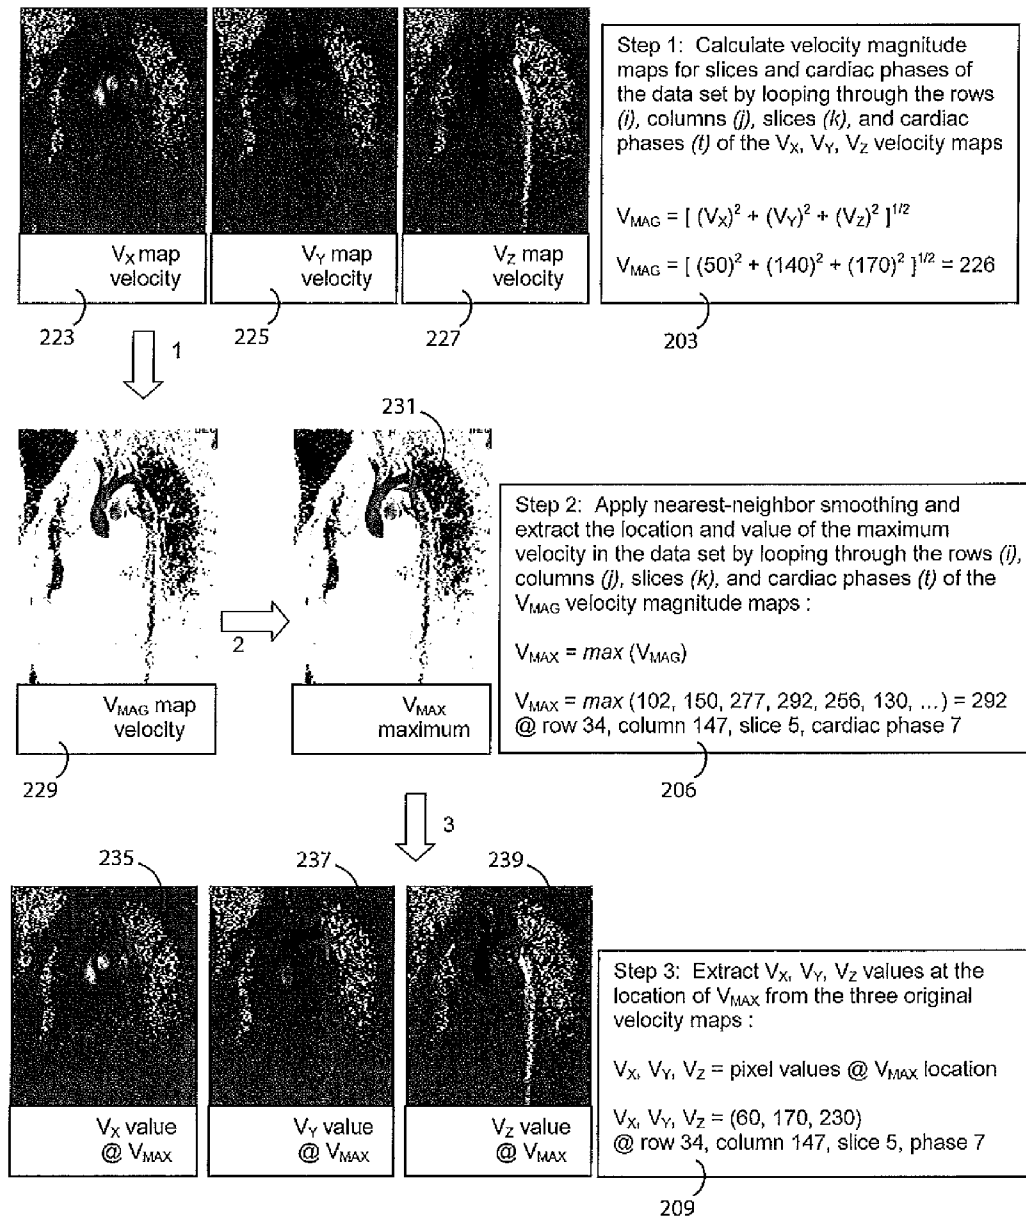 Step 1: Calculate velocity magnitude
maps for slices and cardiac phases of
the data set by looping through the rows
(i), columns (j), slices (k), and cardiac
phases (t) of the VX, VY, VZ velocity maps
VMAG = [ (VX)² + (VY)² + (VZ)² ]1/2
VMAG = [ (50)² + (140)² + (170)² ]1/2 = 226
VX map
velocity
VY map
velocity
VZ map
velocity
223
225
227
203
1
231
Step 2: Apply nearest-neighbor smoothing and
extract the location and value of the maximum
velocity in the data set by looping through the rows (i),
columns (j), slices (k), and cardiac phases (t) of the
VMAG velocity magnitude maps :
VMAX = max (VMAG)
VMAX = max (102, 150, 277, 292, 256, 130, ...) = 292
@ row 34, column 147, slice 5, cardiac phase 7
2
VMAG map
velocity
VMAX
maximum
229
206
3
235
237
239
Step 3: Extract VX, VY, VZ values at the
location of VMAX from the three original
velocity maps :
VX, VY, VZ = pixel values @ VMAX location
VX, VY, VZ = (60, 170, 230)
@ row 34, column 147, slice 5, phase 7
VX value
@ VMAX
VY value
@ VMAX
VZ value
@ VMAX
209